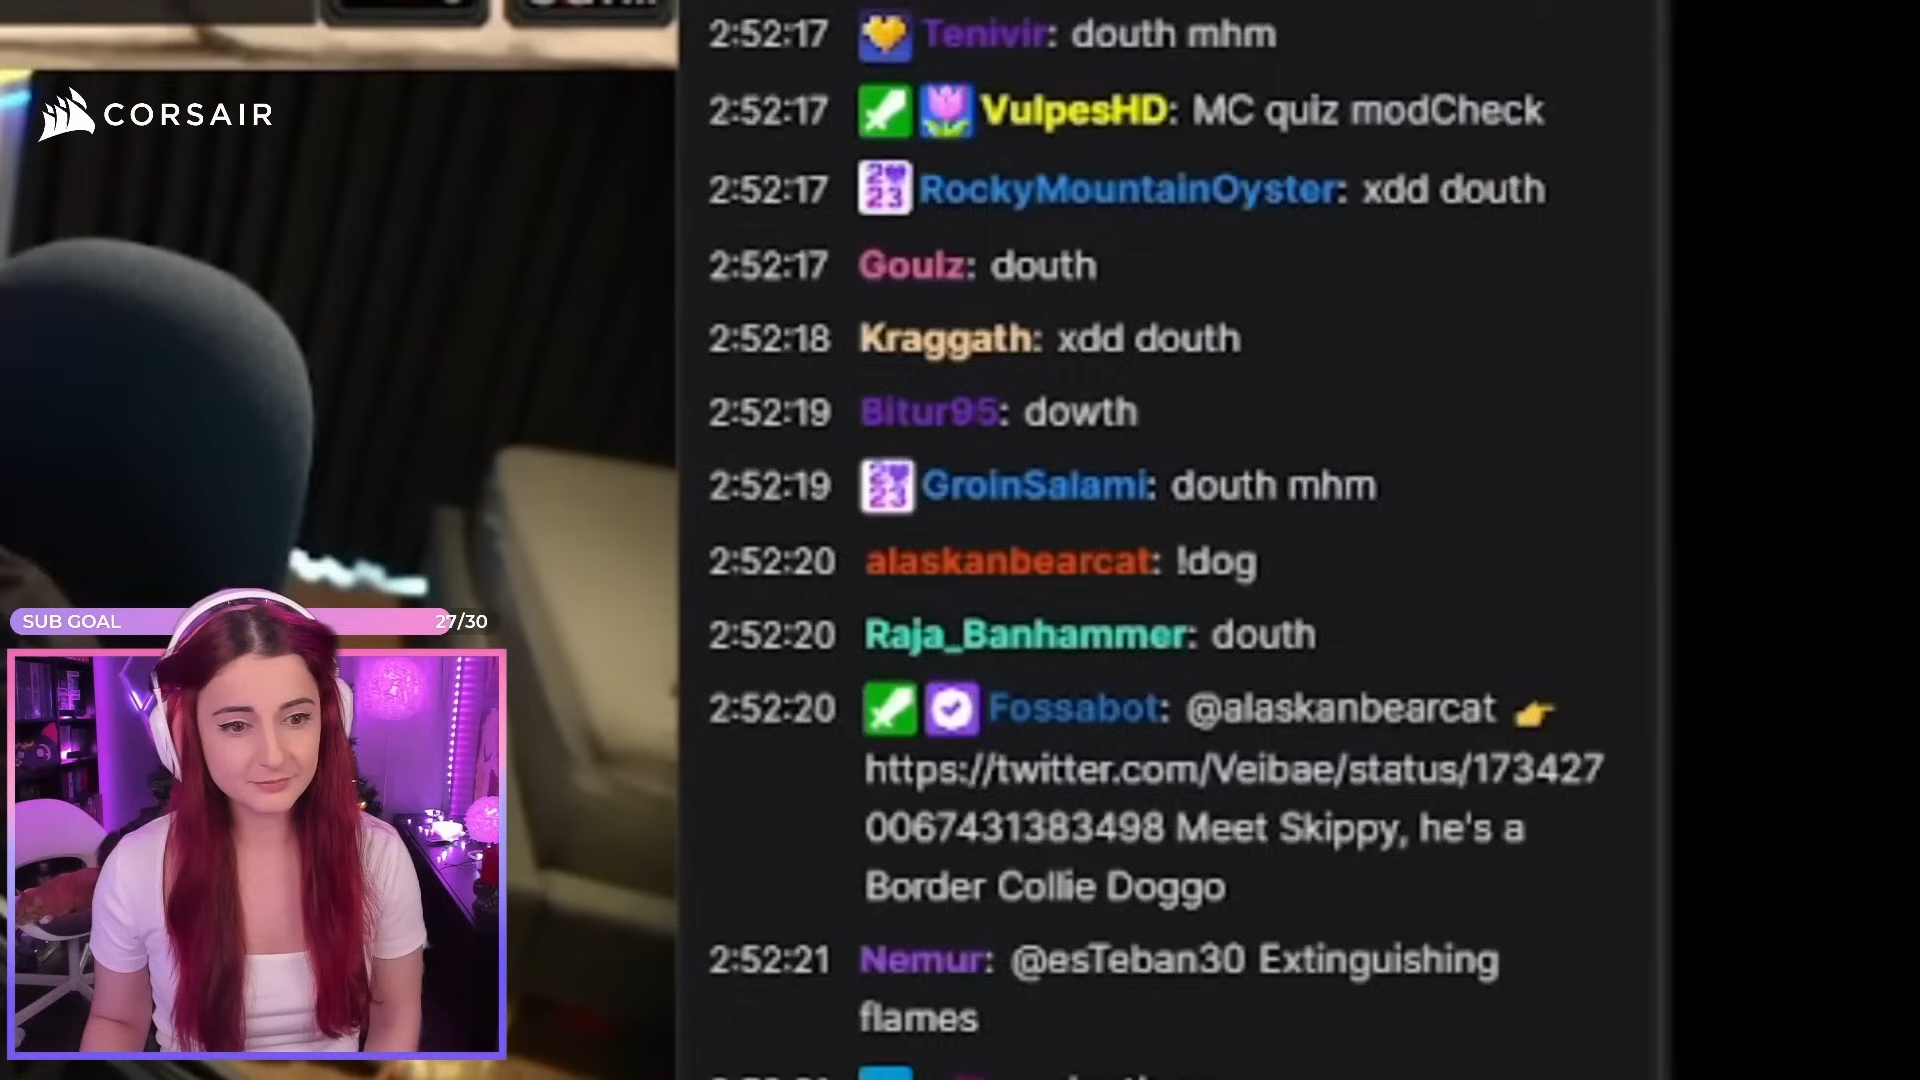 CORSAIR
2:52:17 Tenivir: douth mhm
2:52:17 VulpesHD: MC quiz modCheck
2:52:17 RockyMountainOyster: xdd douth
2:52:17 Goulz: douth
2:52:18 Kraggath: xdd douth
2:52:19 Bitur95: dowth
2:52:19 GroinSalami: douth mhm
2:52:20 alaskanbearcat: !dog
2:52:20 Raja_Banhammer: douth
2:52:20 Fossabot: @alaskanbearcat 👉
https://twitter.com/Veibae/status/173427
0067431383498 Meet Skippy, he's a
Border Collie Doggo
2:52:21 Nemur: @esTeban30 Extinguishing
flames
SUB GOAL 27/30